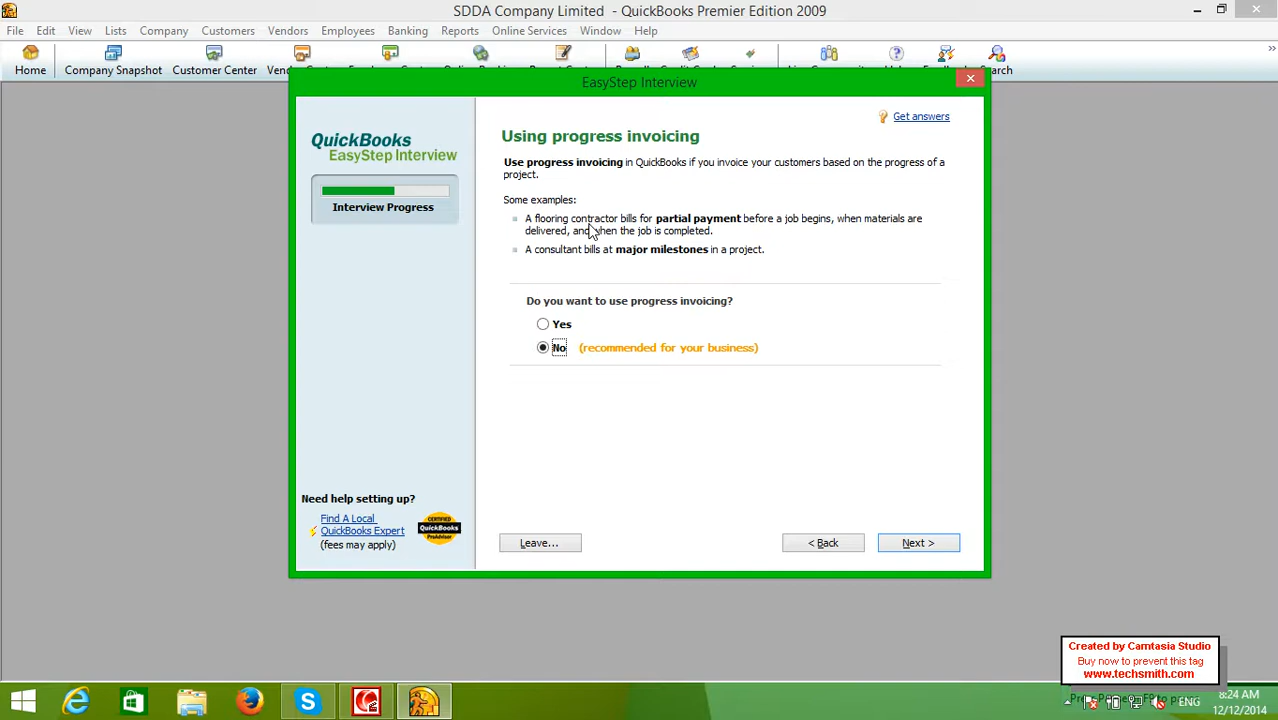 SDDA Company Limited - QuickBooks Premier Edition 2009
File Edit View Lists Company Customers Vendors Employees Banking Reports Online Services Window Help
Home Company Snapshot Customer Center
EasyStep Interview
Get answers
QuickBooks
EasyStep Interview
Interview Progress
Using progress invoicing
Use progress invoicing in QuickBooks if you invoice your customers based on the progress of a
project.
Some examples:
A flooring contractor bills for partial payment before a job begins, when materials are
delivered, and when the job is completed.
A consultant bills at major milestones in a project.
Do you want to use progress invoicing?
Yes
No (recommended for your business)
Need help setting up?
Find A Local
QuickBooks Expert
(fees may apply)
CERTIFIED
QuickBooks
ProAdvisor
Leave... < Back Next >
Created by Camtasia Studio
Buy now to prevent this tag
www.techsmith.com
ENG
8:24 AM
12/12/2014